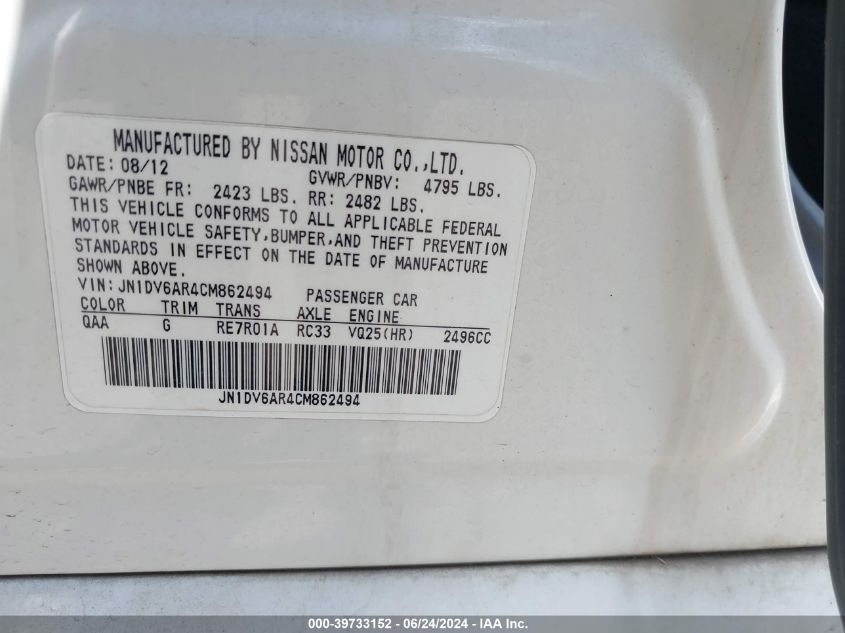 MANUFACTURED BY NISSAN MOTOR CO.,LTD.
DATE: 08/12 GVWR/PNBV: 4795 LBS.
GAWR/PNBE FR: 2423 LBS. RR: 2482 LBS.
THIS VEHICLE CONFORMS TO ALL APPLICABLE FEDERAL
MOTOR VEHICLE SAFETY,BUMPER,AND THEFT PREVENTION
STANDARDS IN EFFECT ON THE DATE OF MANUFACTURE
SHOWN ABOVE.
VIN: JN1DV6AR4CM862494 PASSENGER CAR
COLOR TRIM TRANS AXLE ENGINE
QAA G RE7R01A RC33 VQ25(HR) 2496CC
JN1DV6AR4CM862494
000-39733152 - 06/24/2024 - IAA Inc.